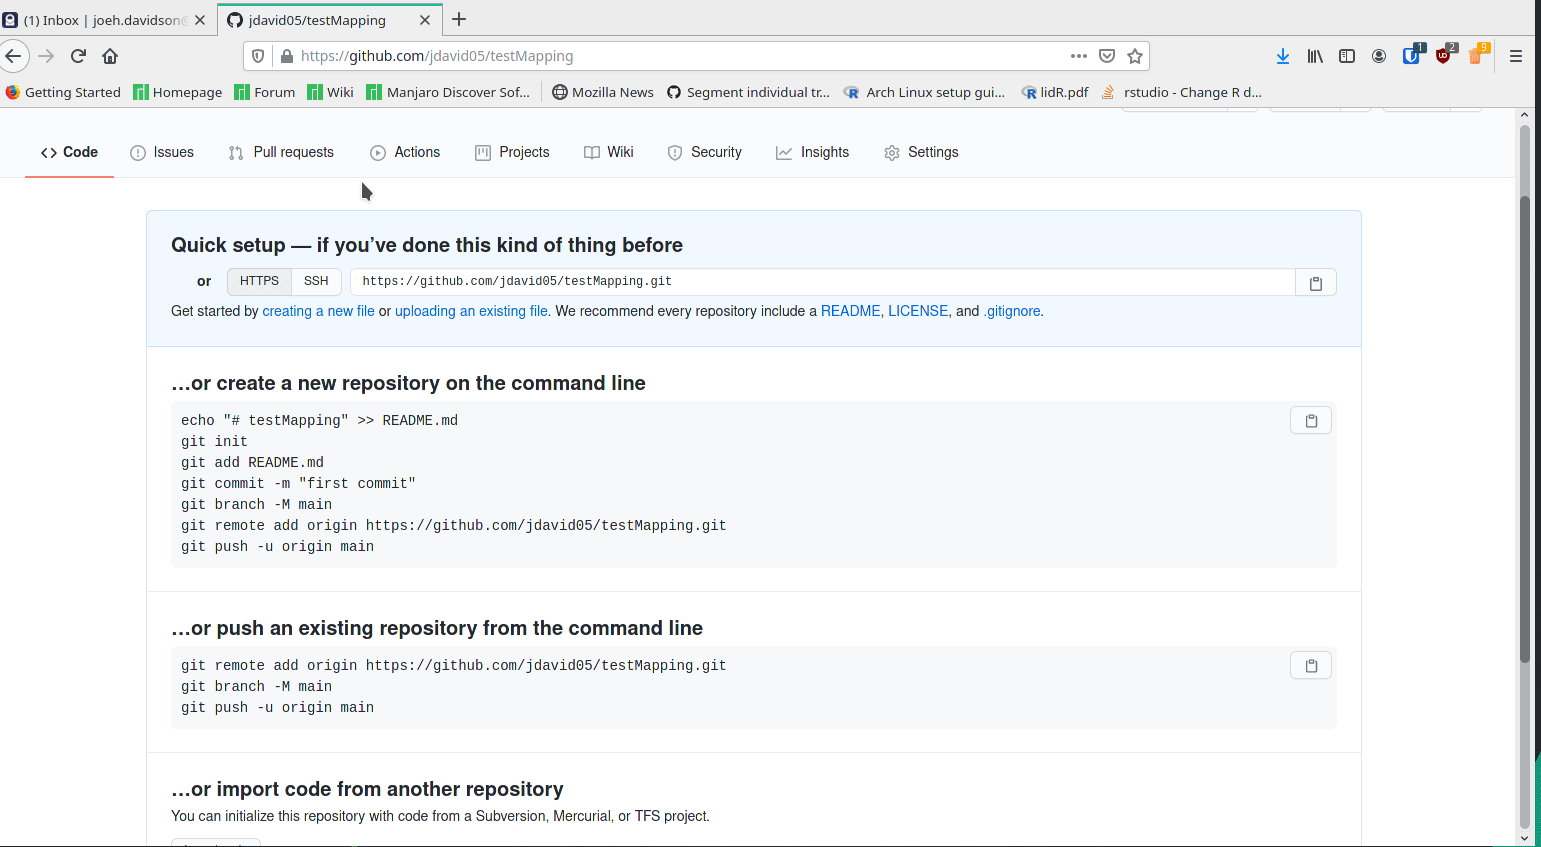 (1) Inbox | joeh.davidson@
jdavid05/testMapping
https://github.com/jdavid05/testMapping
1 2 9
Getting Started Homepage Forum Wiki Manjaro Discover Sof... Mozilla News Segment individual tr... Arch Linux setup gui... lidR.pdf rstudio - Change R d...
Code Issues Pull requests Actions Projects Wiki Security Insights Settings
Quick setup — if you’ve done this kind of thing before
or HTTPS SSH https://github.com/jdavid05/testMapping.git
Get started by creating a new file or uploading an existing file. We recommend every repository include a README, LICENSE, and .gitignore.
…or create a new repository on the command line
echo "# testMapping" >> README.md
git init
git add README.md
git commit -m "first commit"
git branch -M main
git remote add origin https://github.com/jdavid05/testMapping.git
git push -u origin main
…or push an existing repository from the command line
git remote add origin https://github.com/jdavid05/testMapping.git
git branch -M main
git push -u origin main
…or import code from another repository
You can initialize this repository with code from a Subversion, Mercurial, or TFS project.